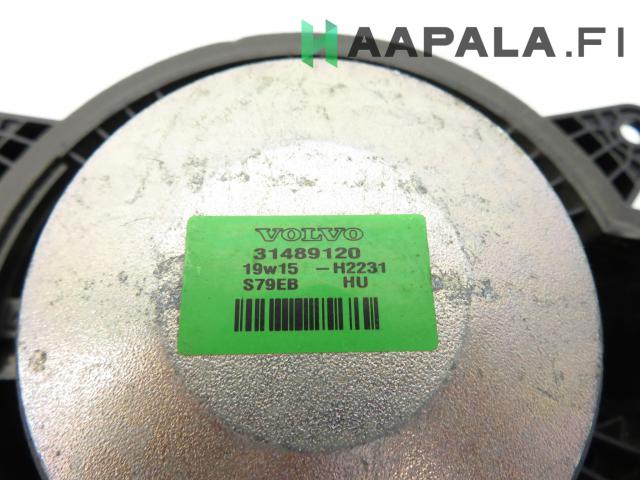 HAAPALA.FI
VOLVO
31489120
19w15 -H2231
S79EB HU